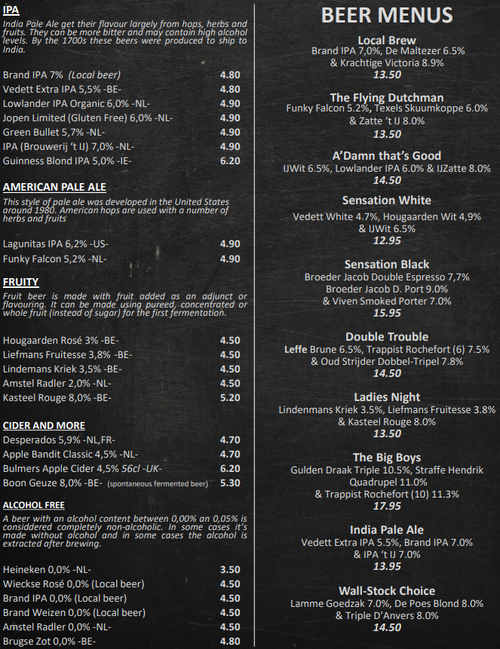 IPA
India Pale Ale get their flavour largely from hops, herbs and
fruits. They can be more bitter and may contain high alcohol
levels. By the 1700s these beers were produced to ship to
India.
Brand IPA 7% (Local beer) 4.80
Vedett Extra IPA 5,5% -BE- 4.80
Lowlander IPA Organic 6,0% -NL- 4.90
Jopen Limited (Gluten Free) 6,0% -NL- 4.90
Green Bullet 5,7% -NL- 4.90
IPA (Brouwerij ‘t IJ) 7,0% -NL- 4.90
Guinness Blond IPA 5,0% -IE- 6.20
AMERICAN PALE ALE
This style of pale ale was developed in the United States
around 1980. American hops are used with a number of
herbs and fruits
Lagunitas IPA 6,2% -US- 4.90
Funky Falcon 5,2% -NL- 4.90
FRUITY
Fruit beer is made with fruit added as an adjunct or
flavouring. It can be made using pureed, concentrated or
whole fruit (instead of sugar) for the first fermentation.
Hougaarden Rosé 3% -BE- 4.50
Liefmans Fruitesse 3,8% -BE- 4.50
Lindemans Kriek 3,5% -BE- 4.50
Amstel Radler 2,0% -NL- 4.50
Kasteel Rouge 8,0% -BE- 5.20
CIDER AND MORE
Desperados 5,9% -NL,FR- 4.70
Apple Bandit Classic 4,5% -NL- 4.70
Bulmers Apple Cider 4,5% 56cl -UK- 6.20
Boon Geuze 8,0% -BE- (spontaneous fermented beer) 5.30
ALCOHOL FREE
A beer with an alcohol content between 0,00% an 0,05% is
considered completely non-alcoholic. In some cases it’s
made without alcohol and in some cases the alcohol is
extracted after brewing.
Heineken 0,0% -NL- 3.50
Wieckse Rosé 0,0% (Local beer) 4.50
Brand IPA 0,0% (Local beer) 4.50
Brand Weizen 0,0% (Local beer) 4.50
Amstel Radler 0,0% -NL- 4.50
Brugse Zot 0,0% -BE- 4.80
BEER MENUS
Local Brew
Brand IPA 7,0%, De Maltezer 6.5%
& Krachtige Victoria 8.9%
13.50
The Flying Dutchman
Funky Falcon 5.2%, Texels Skuumkoppe 6.0%
& Zatte ‘t IJ 8.0%
13.50
A’Damn that’s Good
IJWit 6.5%, Lowlander IPA 6.0% & IJZatte 8.0%
14.50
Sensation White
Vedett White 4.7%, Hougaarden Wit 4,9%
& IJWit 6.5%
12.95
Sensation Black
Broeder Jacob Double Espresso 7,7%
Broeder Jacob D. Port 9.0%
& Viven Smoked Porter 7.0%
15.95
Double Trouble
Leffe Brune 6.5%, Trappist Rochefort (6) 7.5%
& Oud Strijder Dobbel-Tripel 7.8%
14.50
Ladies Night
Lindenmans Kriek 3.5%, Liefmans Fruitesse 3.8%
& Kasteel Rouge 8.0%
13.50
The Big Boys
Gulden Draak Triple 10.5%, Straffe Hendrik
Quadrupel 11.0%
& Trappist Rochefort (10) 11.3%
17.95
India Pale Ale
Vedett Extra IPA 5.5%, Brand IPA 7.0%
& IPA ‘t IJ 7.0%
13.95
Wall-Stock Choice
Lamme Goedzak 7.0%, De Poes Blond 8.0%
& Triple D’Anvers 8.0%
14.50